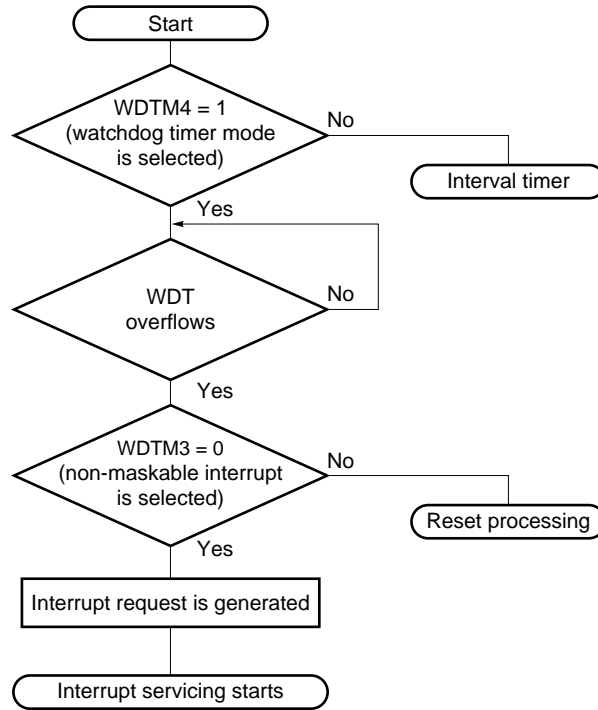 Start
WDTM4 = 1
(watchdog timer mode
is selected)
No
Interval timer
Yes
WDT
overflows
No
Yes
WDTM3 = 0
(non-maskable interrupt
is selected)
No
Reset processing
Yes
Interrupt request is generated
Interrupt servicing starts